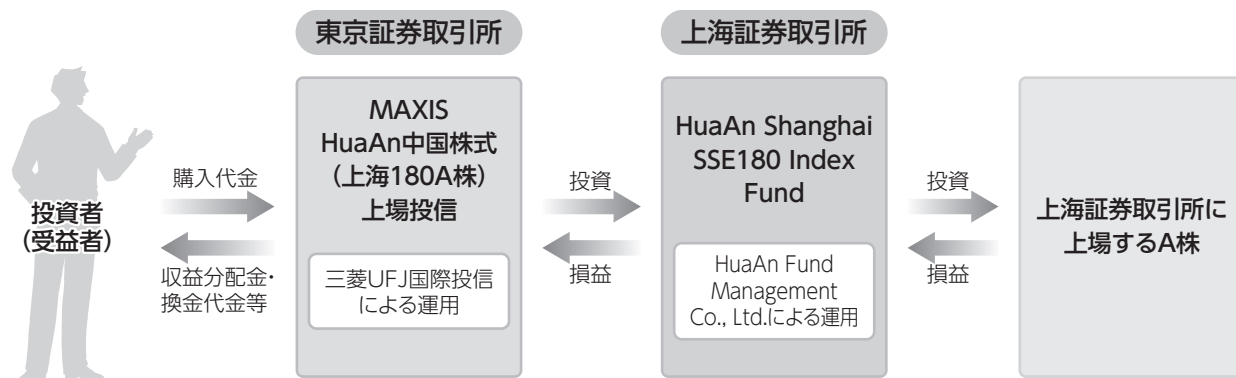 東京証券取引所
上海証券取引所
投資者
(受益者)
購入代金
収益分配金・
換金代金等
MAXIS
HuaAn中国株式
(上海180A株)
上場投信
三菱UFJ国際投信
による運用
投資
損益
HuaAn Shanghai
SSE180 Index
Fund
HuaAn Fund
Management
Co., Ltd.による運用
投資
損益
上海証券取引所に
上場するA株